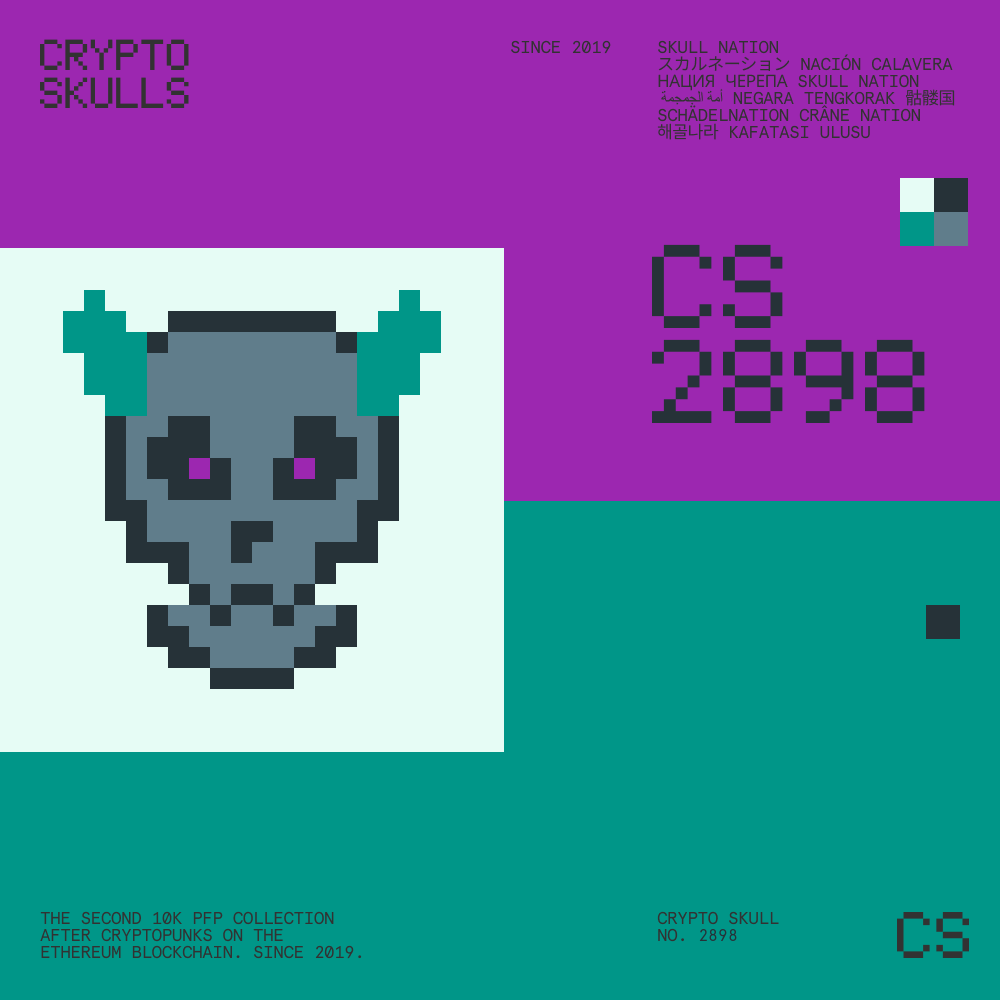 CRYPTO
SKULLS
SINCE 2019
SKULL NATION
スカルネーション NACIÓN CALAVERA
НАЦИЯ ЧЕРЕПА SKULL NATION
أمة الجمجمة NEGARA TENGKORAK 骷髅国
SCHÄDELNATION CRÂNE NATION
해골나라 KAFATASI ULUSU
CS
2898
THE SECOND 10K PFP COLLECTION
AFTER CRYPTOPUNKS ON THE
ETHEREUM BLOCKCHAIN. SINCE 2019.
CRYPTO SKULL
NO. 2898
CS